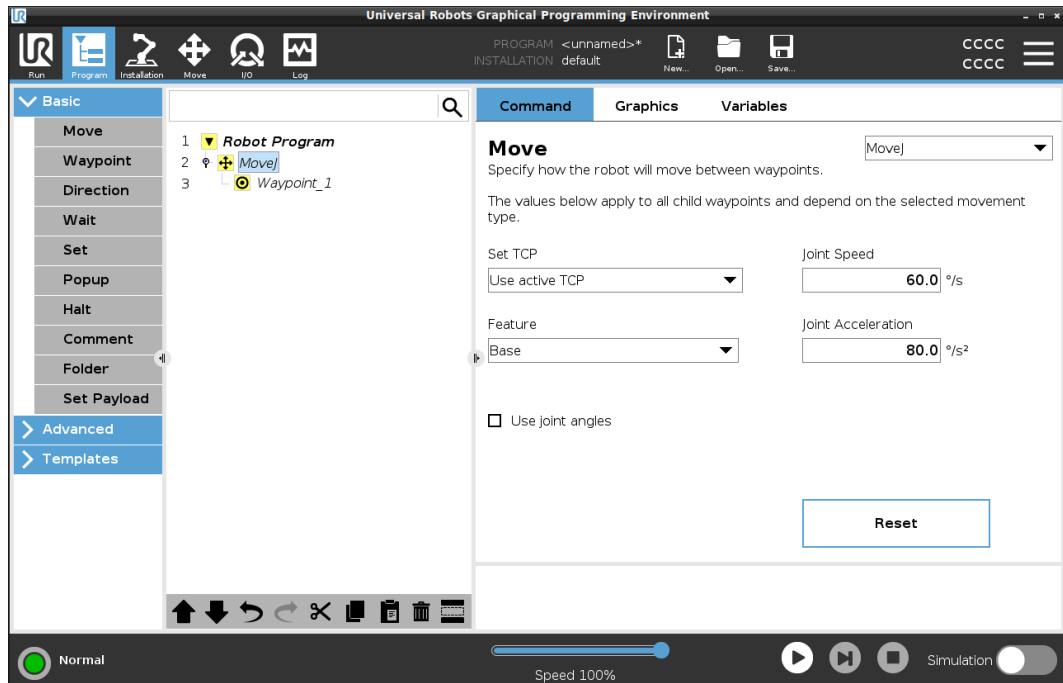 UR
Universal Robots Graphical Programming Environment
UR
Run
Program
Installation
Move
I/O
Log
PROGRAM <unnamed>*
INSTALLATION default
New...
Open...
Save...
CCCC
CCCC
Basic
Move
Waypoint
Direction
Wait
Set
Popup
Halt
Comment
Folder
Set Payload
Advanced
Templates
1 Robot Program
2 MoveJ
3 Waypoint_1
Command Graphics Variables
Move
MoveJ
Specify how the robot will move between waypoints.
The values below apply to all child waypoints and depend on the selected movement
type.
Set TCP
Use active TCP
Joint Speed
60.0 °/s
Feature
Base
Joint Acceleration
80.0 °/s²
Use joint angles
Reset
Normal
Speed 100%
Simulation